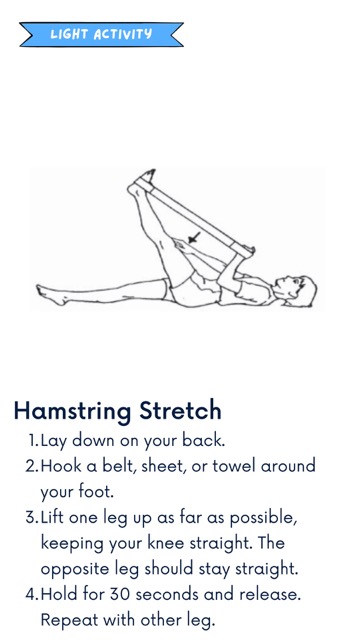 LIGHT ACTIVITY
Hamstring Stretch
1. Lay down on your back.
2. Hook a belt, sheet, or towel around
your foot.
3. Lift one leg up as far as possible,
keeping your knee straight. The
opposite leg should stay straight.
4. Hold for 30 seconds and release.
Repeat with other leg.